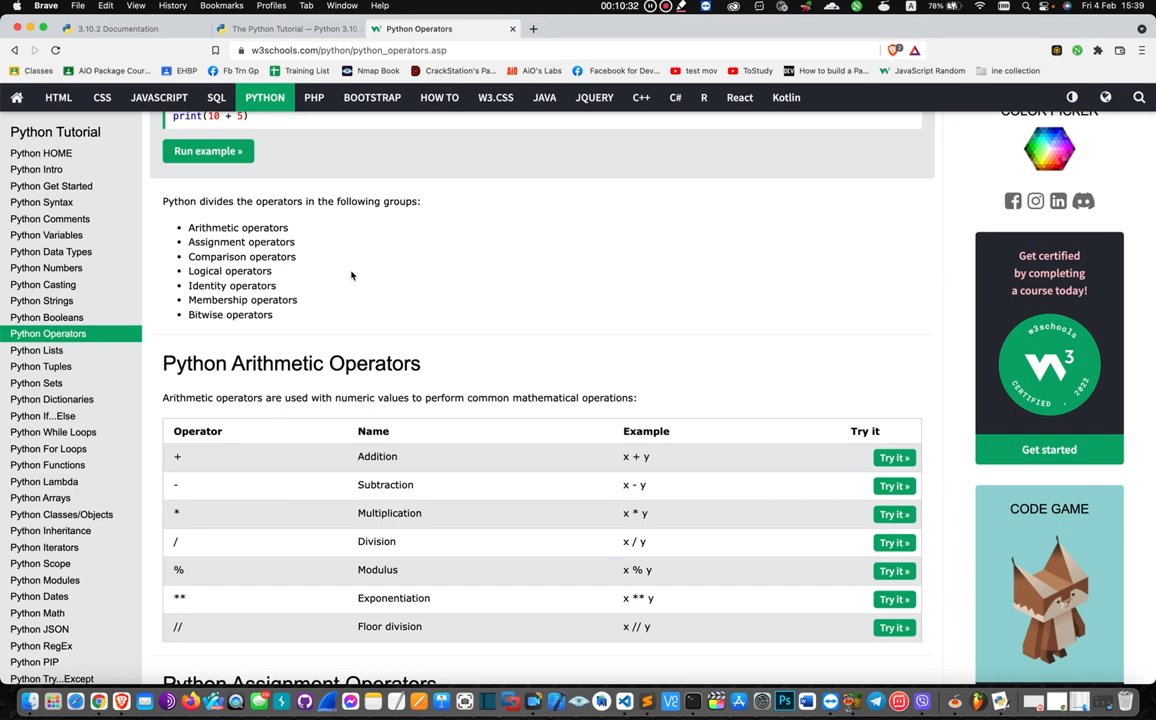 Brave File Edit View History Bookmarks Profiles Tab Window Help 00:10:32 78% Fri 4 Feb 15:39
3.10.2 Documentation The Python Tutorial — Python 3.10. Python Operators
w3schools.com/python/python_operators.asp
Classes AiO Package Cour... EHBP Fb Trn Gp Training List Nmap Book CrackStation's Pa... AiO's Labs Facebook for Dev... test mov ToStudy How to build a Pa... JavaScript Random ine collection
HTML CSS JAVASCRIPT SQL PYTHON PHP BOOTSTRAP HOW TO W3.CSS JAVA JQUERY C++ C# R React Kotlin
Python Tutorial
Python HOME
Python Intro
Python Get Started
Python Syntax
Python Comments
Python Variables
Python Data Types
Python Numbers
Python Casting
Python Strings
Python Booleans
Python Operators
Python Lists
Python Tuples
Python Sets
Python Dictionaries
Python If...Else
Python While Loops
Python For Loops
Python Functions
Python Lambda
Python Arrays
Python Classes/Objects
Python Inheritance
Python Iterators
Python Scope
Python Modules
Python Dates
Python Math
Python JSON
Python RegEx
Python PIP
Python Try...Except
print(10 + 5)
Run example »
Python divides the operators in the following groups:
Arithmetic operators
Assignment operators
Comparison operators
Logical operators
Identity operators
Membership operators
Bitwise operators
Python Arithmetic Operators
Arithmetic operators are used with numeric values to perform common mathematical operations:
Operator Name Example Try it
+ Addition x + y Try it »
- Subtraction x - y Try it »
* Multiplication x * y Try it »
/ Division x / y Try it »
% Modulus x % y Try it »
** Exponentiation x ** y Try it »
// Floor division x // y Try it »
Python Assignment Operators
COLOR PICKER
Get certified
by completing
a course today!
w3schools
W3
CERTIFIED . 2022
Get started
CODE GAME